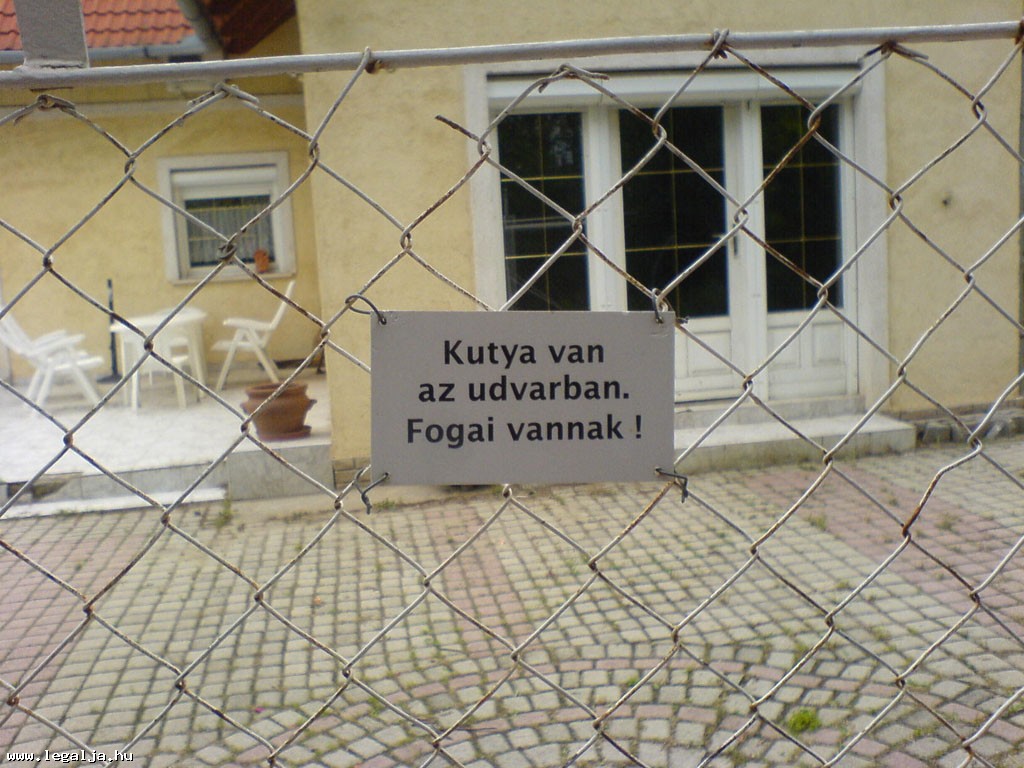 Kutya van
az udvarban.
Fogai vannak !
www.legalja.hu